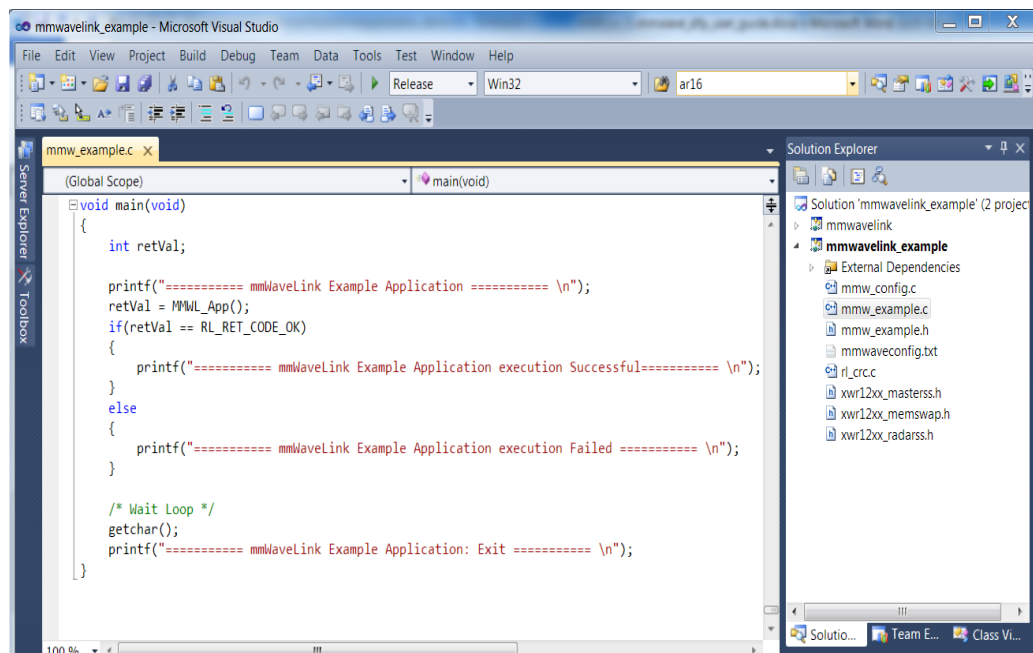 mmwavelink_example - Microsoft Visual Studio
File Edit View Project Build Debug Team Data Tools Test Window Help
Release Win32 ar16
mmw_example.c
(Global Scope) main(void)
void main(void)
{
int retVal;
printf("=========== mmWaveLink Example Application =========== \n");
retVal = MMWL_App();
if(retVal == RL_RET_CODE_OK)
{
printf("=========== mmWaveLink Example Application execution Successful=========== \n");
}
else
{
printf("=========== mmWaveLink Example Application execution Failed =========== \n");
}
/* Wait Loop */
getchar();
printf("=========== mmWaveLink Example Application: Exit =========== \n");
}
100 %
Server Explorer
Toolbox
Solution Explorer
Solution 'mmwavelink_example' (2 project
mmwavelink
mmwavelink_example
External Dependencies
mmw_config.c
mmw_example.c
mmw_example.h
mmwaveconfig.txt
rl_crc.c
xwr12xx_masterss.h
xwr12xx_memswap.h
xwr12xx_radarss.h
Solutio... Team E... Class Vi...